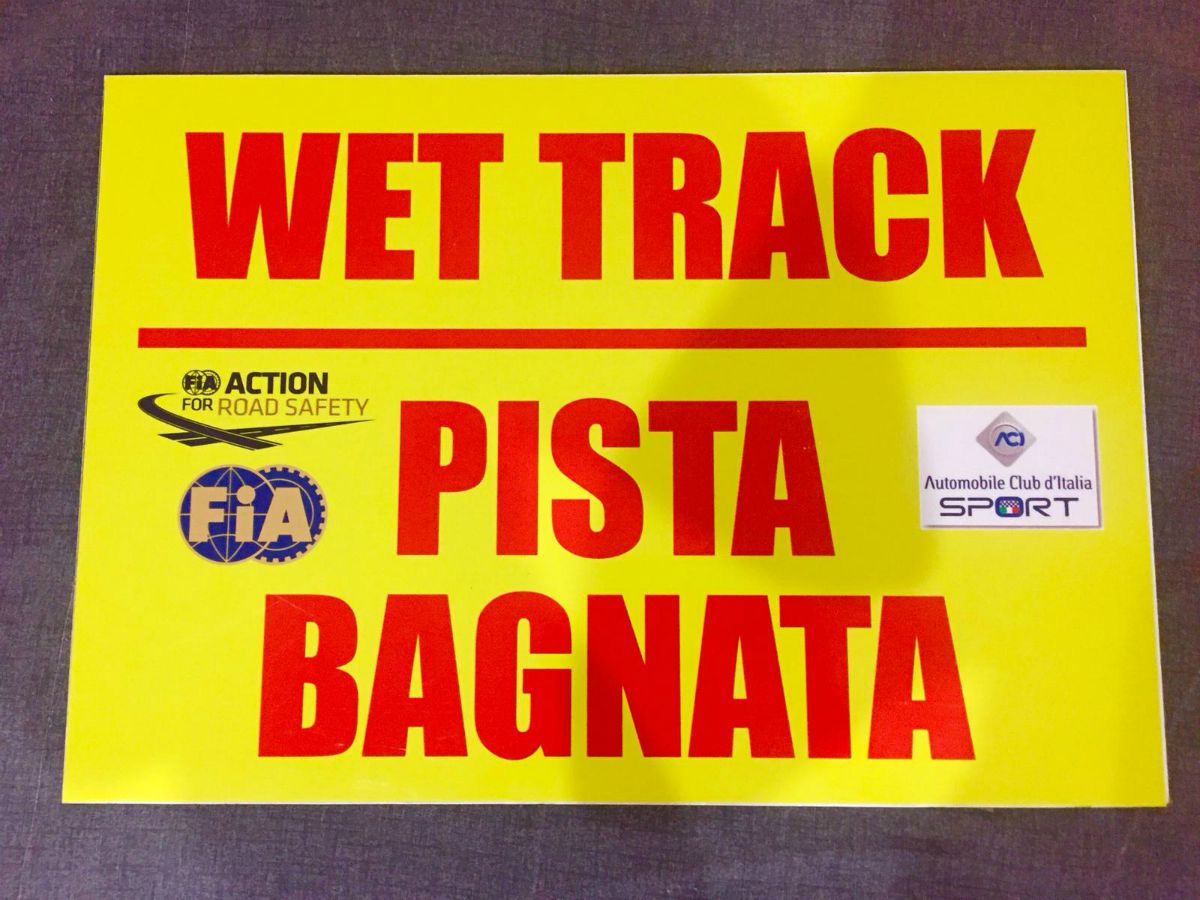 WET TRACK
FiA ACTION
FOR ROAD SAFETY
PISTA
ACI
Automobile Club d'Italia
SPORT
FiA
BAGNATA